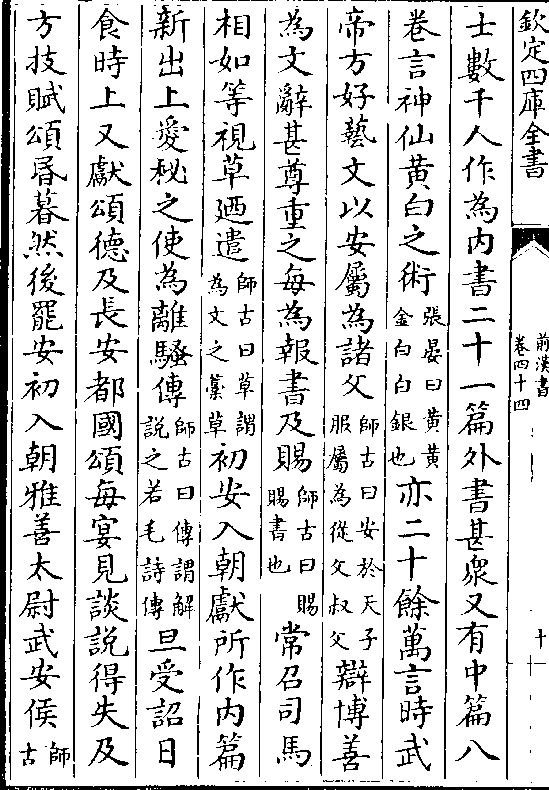 欽定四庫全書
前漢書
卷四十四
十
士數千人作為内書二十一篇外書甚衆又有中篇八
卷言神仙黄白之術張晏曰黄黄金白白銀也亦二十餘萬言時武
帝方好藝文以安屬為諸父師古曰安於天子服屬為從父叔父辯博善
為文辭甚尊重之每為報書及賜師古曰賜賜書也常召司馬
相如等視草廼遣師古曰草謂為文之藁草初安入朝獻所作内篇
新出上愛秘之使為離騷傳師古曰傳謂解說之若毛詩傳旦受詔日
食時上又獻頌德及長安都國頌每宴見談說得失及
方技賦頌昬暮然後罷安初入朝雅善太尉武安侯師古